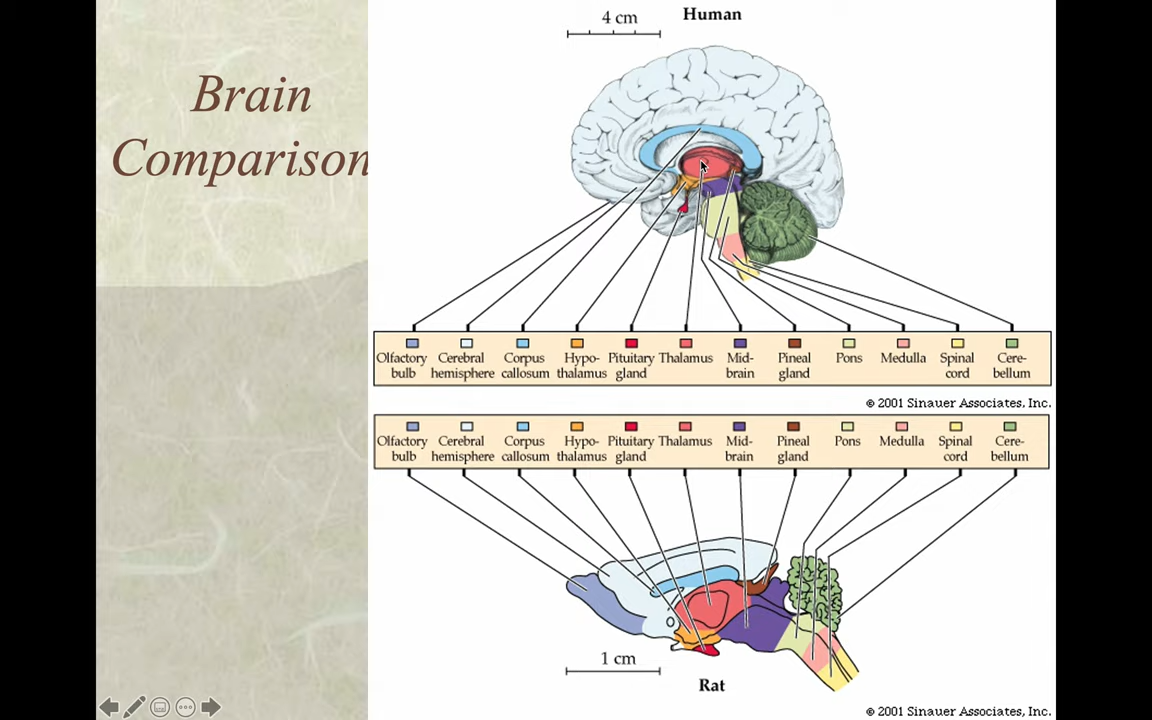 Brain
Comparison
4 cm
Human
Olfactory bulb
Cerebral hemisphere
Corpus callosum
Hypo-thalamus
Pituitary gland
Thalamus
Mid-brain
Pineal gland
Pons
Medulla
Spinal cord
Cere-bellum
© 2001 Sinauer Associates, Inc.
Olfactory bulb
Cerebral hemisphere
Corpus callosum
Hypo-thalamus
Pituitary gland
Thalamus
Mid-brain
Pineal gland
Pons
Medulla
Spinal cord
Cere-bellum
1 cm
Rat
© 2001 Sinauer Associates, Inc.